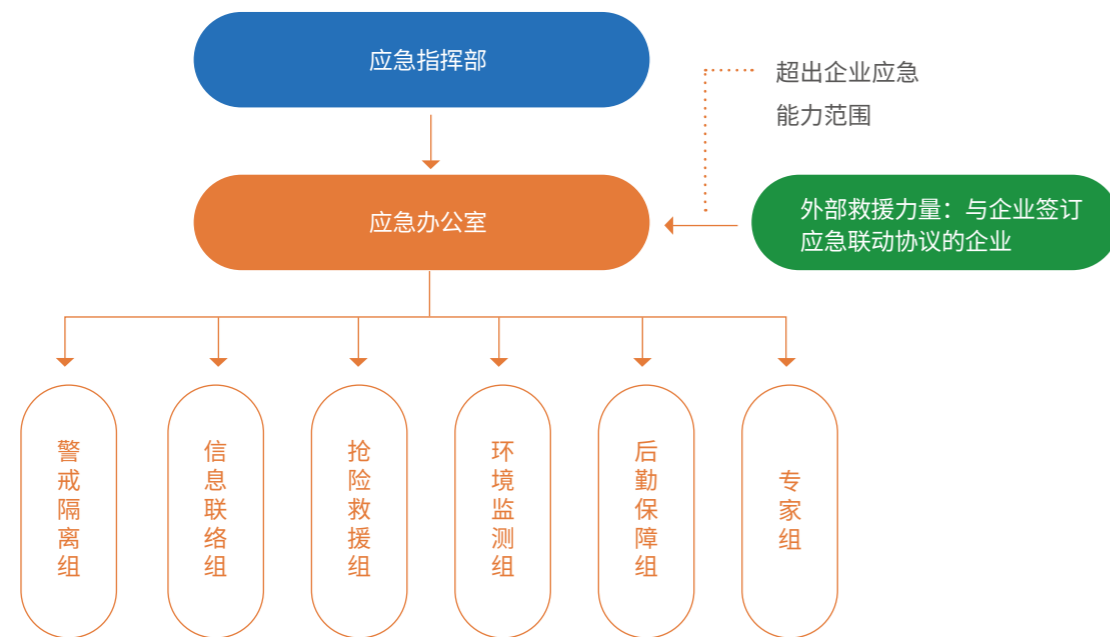 应急指挥部
超出企业应急
能力范围
应急办公室
外部救援力量：与企业签订
应急联动协议的企业
警戒隔离组
信息联络组
抢险救援组
环境监测组
后勤保障组
专家组